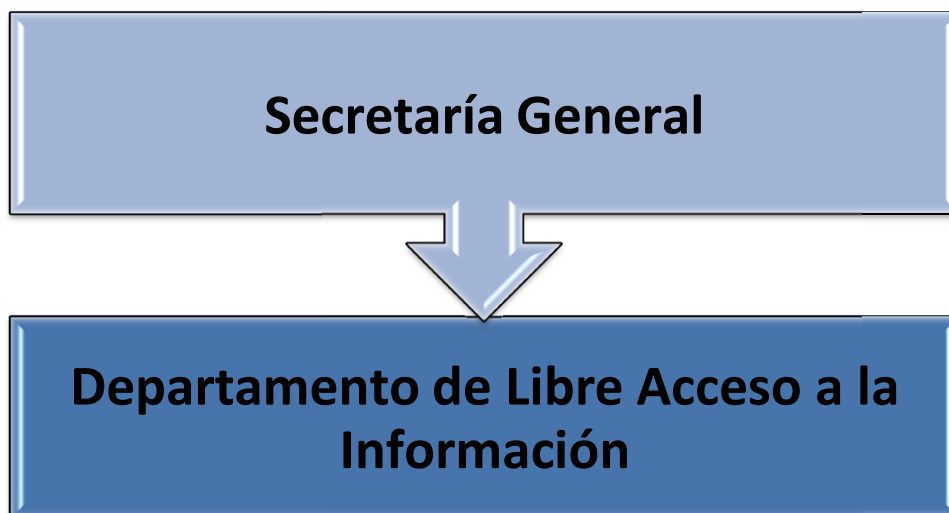 Secretaría General
Departamento de Libre Acceso a la
Información